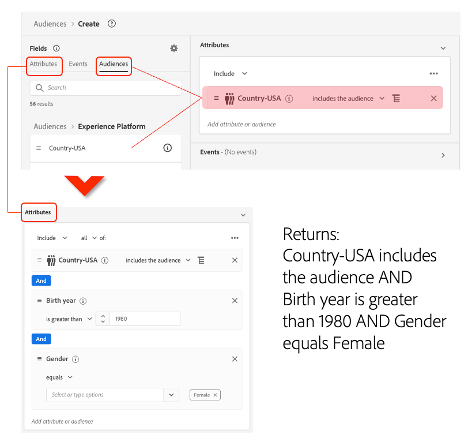 Audiences > Create
Fields
Attributes Events Audiences
Search
56 results
Audiences > Experience Platform
Country-USA
Attributes
Include
Country-USA includes the audience
Add attribute or audience
Events - (No events)
Attributes
Include all of:
Country-USA includes the audience
And
Birth year
is greater than 1980
And
Gender
equals
Select or type options Female
Add attribute or audience
Returns:
Country-USA includes
the audience AND
Birth year is greater
than 1980 AND Gender
equals Female